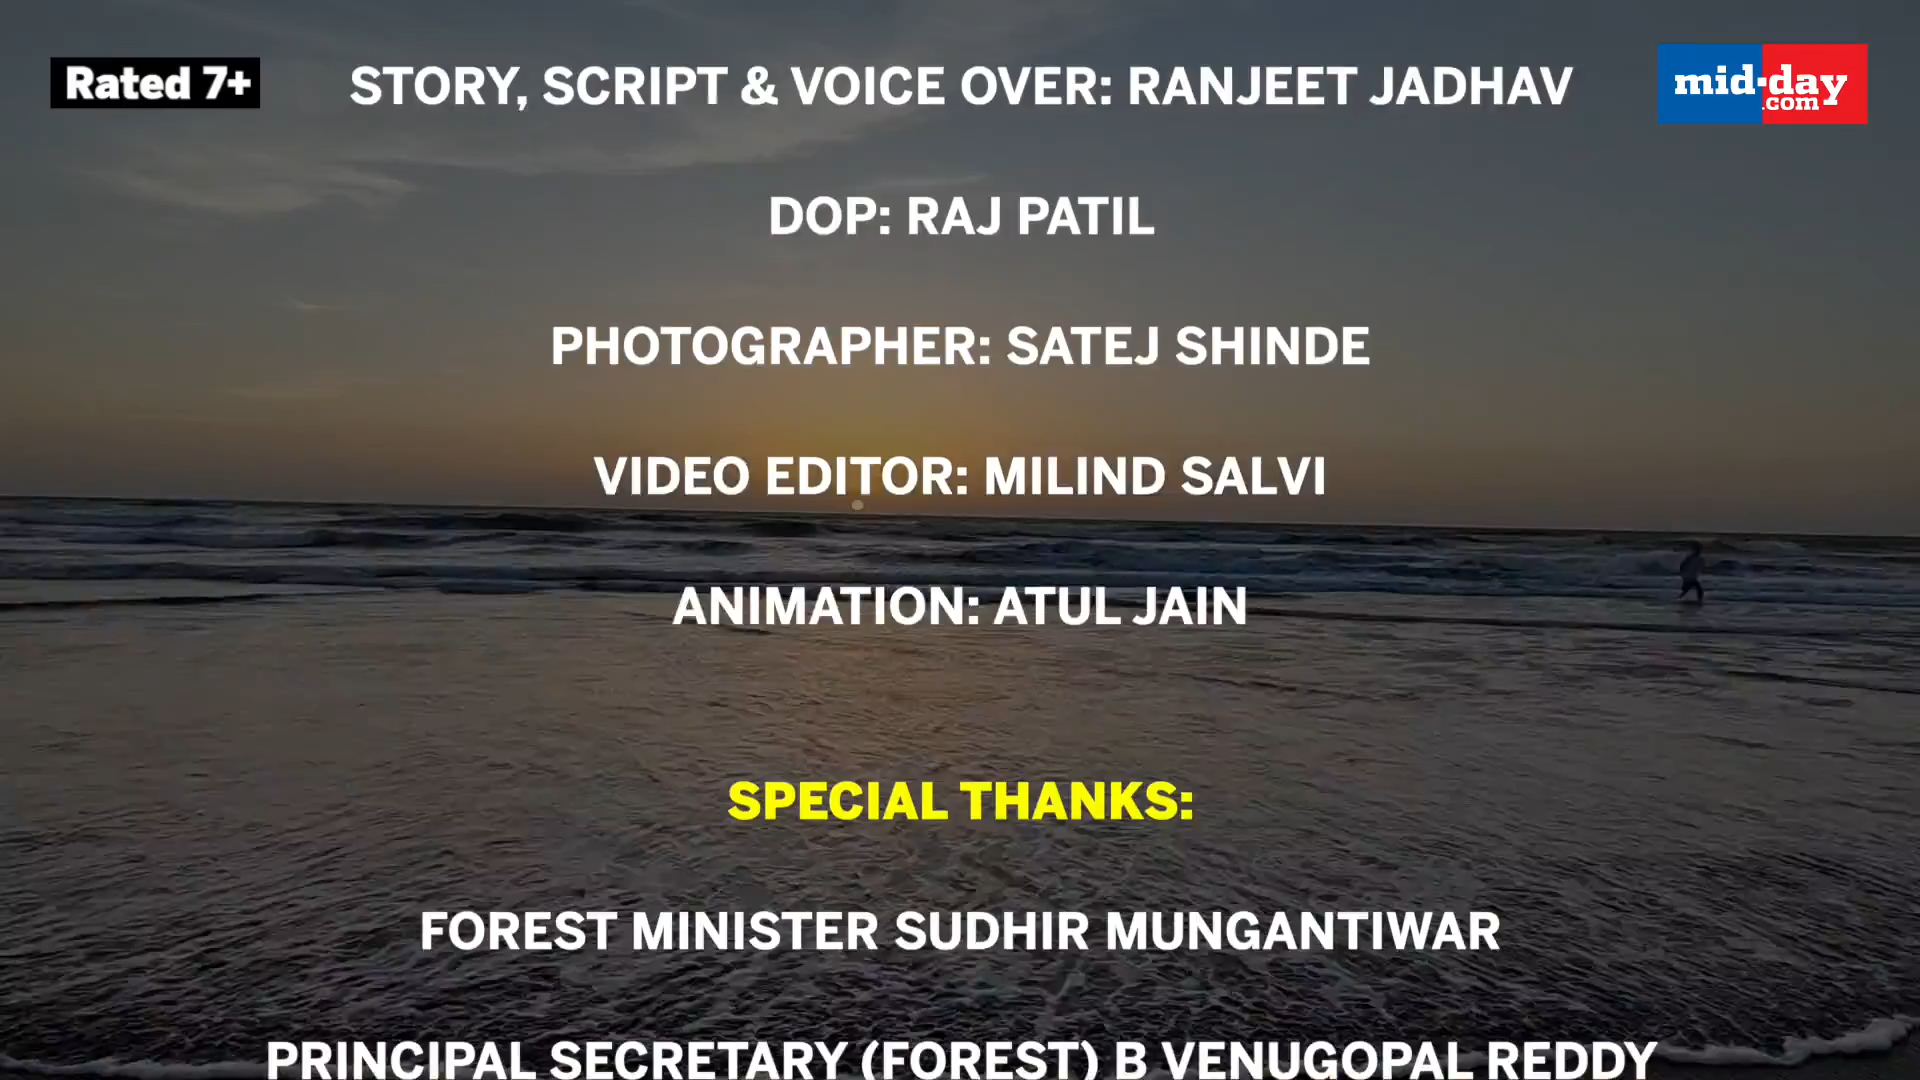 Rated 7+
STORY, SCRIPT & VOICE OVER: RANJEET JADHAV
mid-day
.com
DOP: RAJ PATIL
PHOTOGRAPHER: SATEJ SHINDE
VIDEO EDITOR: MILIND SALVI
ANIMATION: ATUL JAIN
SPECIAL THANKS:
FOREST MINISTER SUDHIR MUNGANTIWAR
PRINCIPAL SECRETARY (FOREST) B VENUGOPAL REDDY